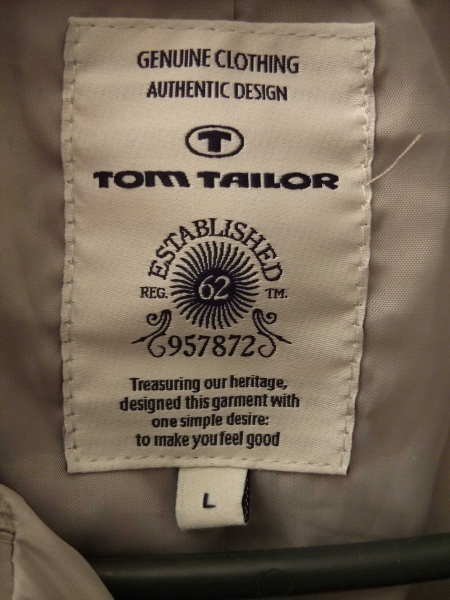 GENUINE CLOTHING
AUTHENTIC DESIGN
T
TOM TAILOR
ESTABLISHED
REG. 62 TM.
957872
Treasuring our heritage,
designed this garment with
one simple desire:
to make you feel good
L